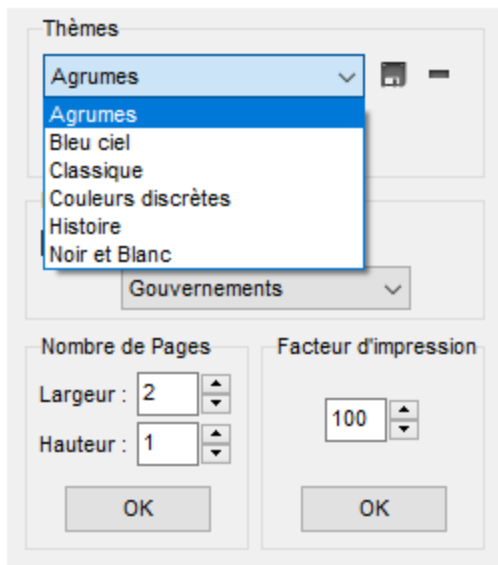 Thèmes
Agrumes
Agrumes
Bleu ciel
Classique
Couleurs discrètes
Histoire
Noir et Blanc
Gouvernements
Nombre de Pages
Largeur : 2
Hauteur : 1
OK
Facteur d'impression
100
OK